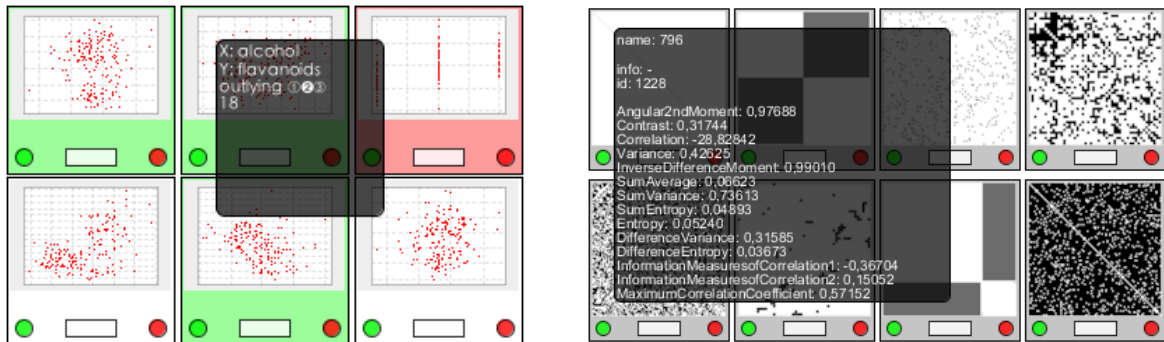 X: alcohol
Y: flavanoids
outlying ①❷③
18
name: 796
info: -
id: 1228
Angular2ndMoment: 0,97688
Contrast: 0,31744
Correlation: -28,82842
Variance: 0,42625
InverseDifferenceMoment: 0,99010
SumAverage: 0,06623
SumVariance: 0,73613
SumEntropy: 0,04893
Entropy: 0,05240
DifferenceVariance: 0,31585
DifferenceEntropy: 0,03673
InformationMeasuresofCorrelation1: -0,36704
InformationMeasuresofCorrelation2: 0,15052
MaximumCorrelationCoefficient: 0,57152